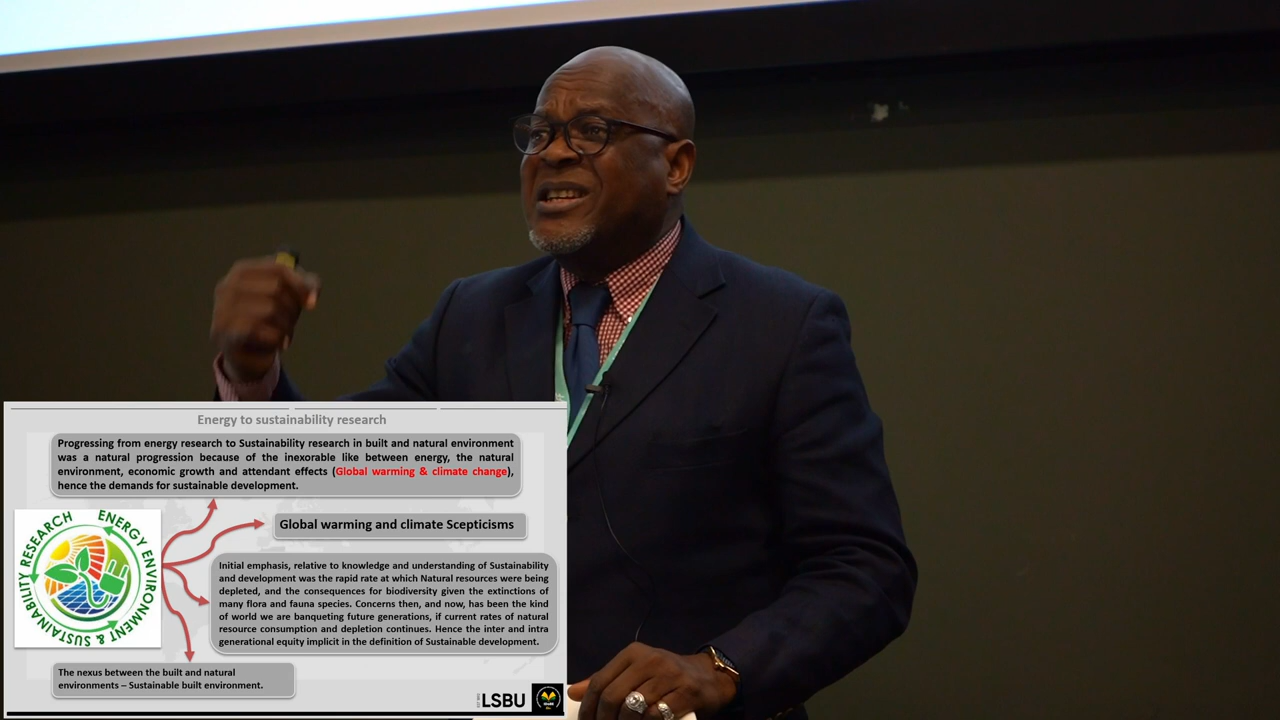 Energy to sustainability research
Progressing from energy research to Sustainability research in built and natural environment
was a natural progression because of the inexorable like between energy, the natural
environment, economic growth and attendant effects (Global warming & climate change),
hence the demands for sustainable development.
ENERGY ENVIRONMENT & SUSTAINABILITY RESEARCH
Global warming and climate Scepticisms
Initial emphasis, relative to knowledge and understanding of Sustainability
and development was the rapid rate at which Natural resources were being
depleted, and the consequences for biodiversity given the extinctions of
many flora and fauna species. Concerns then, and now, has been the kind
of world we are banqueting future generations, if current rates of natural
resource consumption and depletion continues. Hence the inter and intra
generational equity implicit in the definition of Sustainable development.
The nexus between the built and natural
environments – Sustainable built environment.
LSBU